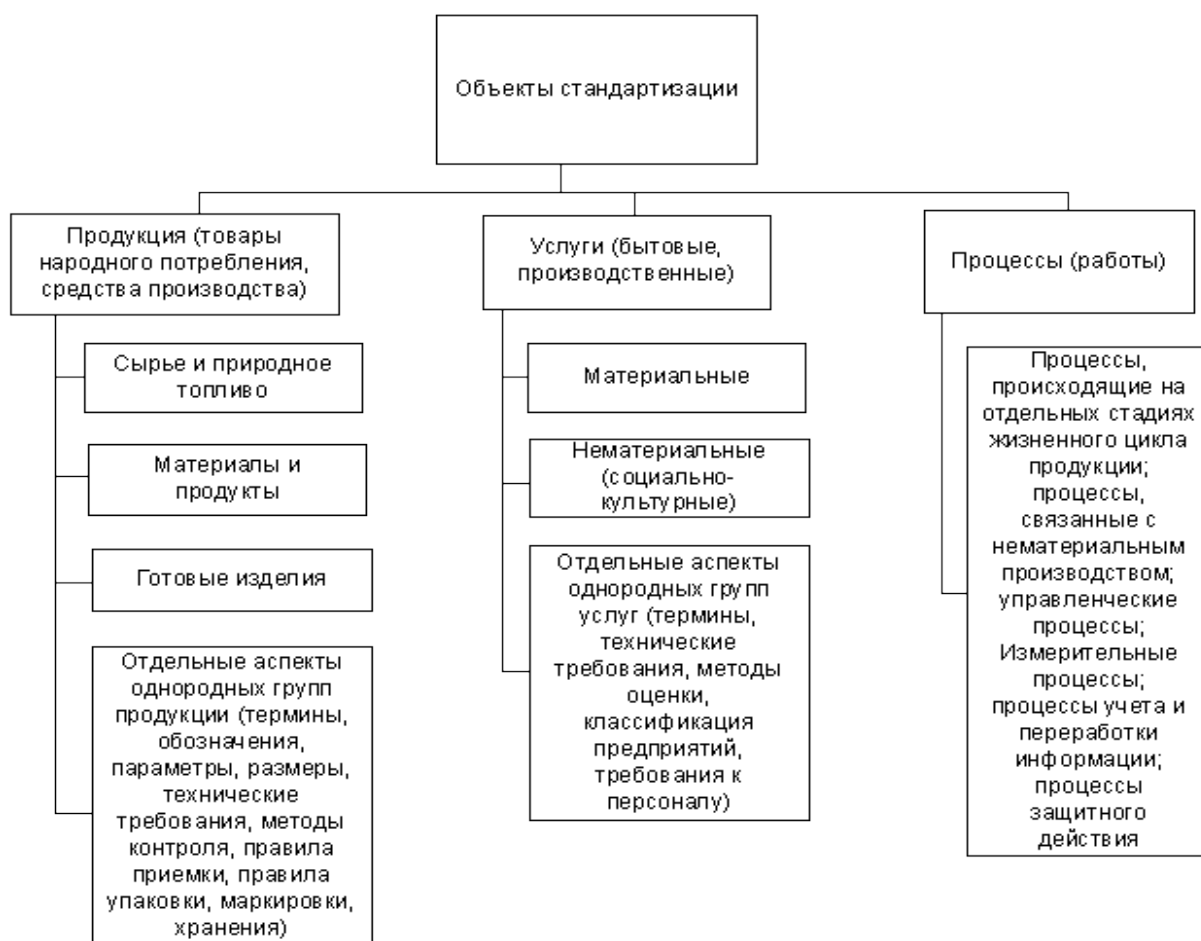 Объекты стандартизации
Продукция (товары
народного потребления,
средства производства)
Сырье и природное
топливо
Материалы и
продукты
Готовые изделия
Отдельные аспекты
однородных групп
продукции (термины,
обозначения,
параметры, размеры,
технические
требования, методы
контроля, правила
приемки, правила
упаковки, маркировки,
хранения)
Услуги (бытовые,
производственные)
Материальные
Нематериальные
(социально-
культурные)
Отдельные аспекты
однородных групп
услуг (термины,
технические
требования, методы
оценки,
классификация
предприятий,
требования к
персоналу)
Процессы (работы)
Процессы,
происходящие на
отдельных стадиях
жизненного цикла
продукции;
процессы,
связанные с
нематериальным
производством;
управленческие
процессы;
Измерительные
процессы;
процессы учета и
переработки
информации;
процессы
защитного
действия